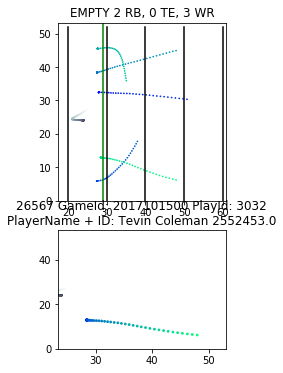 EMPTY 2 RB, 0 TE, 3 WR
50
40
30
20
10
0
20 30 40 50 60
26567 GameId: 2017101500 PlayId: 3032
PlayerName + ID: Tevin Coleman 2552453.0
40
20
0
30 40 50